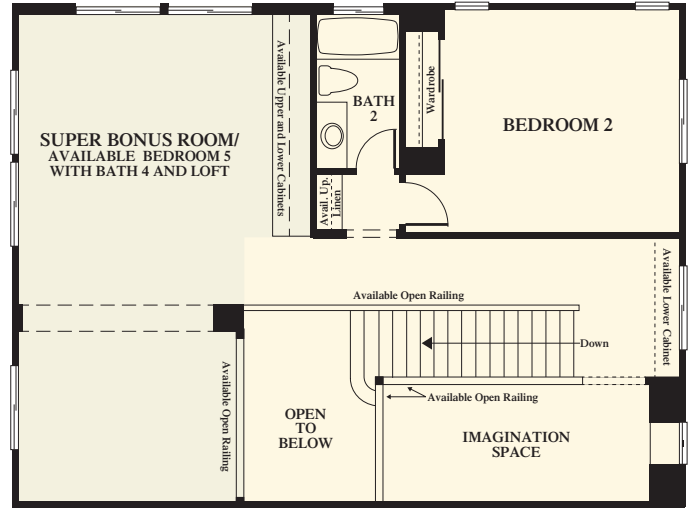 SUPER BONUS ROOM/
AVAILABLE BEDROOM 5
WITH BATH 4 AND LOFT
Available Upper and Lower Cabinets
BATH
2
Wardrobe
BEDROOM 2
Avail. Up.
Linen
Available Open Railing
Available Lower Cabinet
Down
Available Open Railing
Available Open Railing
OPEN
TO
BELOW
IMAGINATION
SPACE